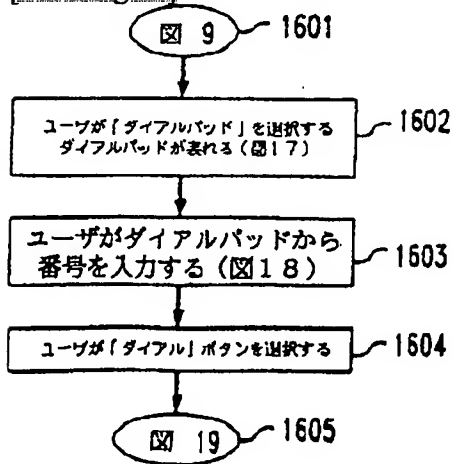 図 9
1601
ユーザが「ダイアルパッド」を選択する
ダイアルパッドが表れる(図17)
1602
ユーザがダイアルパッドから
番号を入力する(図18)
1603
ユーザが「ダイアル」ボタンを選択する
1604
図 19
1605